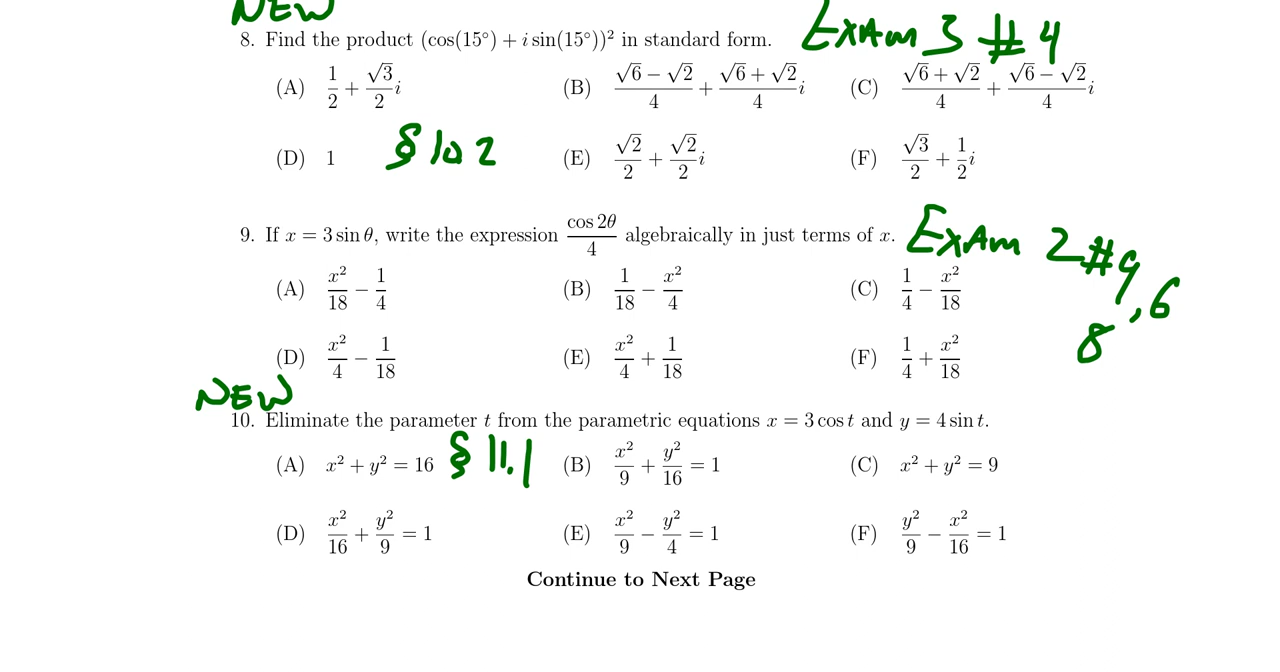 NEW
8. Find the product (cos(15°) + i sin(15°))² in standard form. EXAM 3 #4
(A) 1/2 + √3/2 i (B) (√6 − √2)/4 + (√6 + √2)/4 i (C) (√6 + √2)/4 + (√6 − √2)/4 i
(D) 1 § 10 2 (E) √2/2 + √2/2 i (F) √3/2 + 1/2 i
9. If x = 3 sin θ, write the expression cos 2θ/4 algebraically in just terms of x. EXAM 2 #9, 6
8
(A) x²/18 − 1/4 (B) 1/18 − x²/4 (C) 1/4 − x²/18
(D) x²/4 − 1/18 (E) x²/4 + 1/18 (F) 1/4 + x²/18
NEW
10. Eliminate the parameter t from the parametric equations x = 3 cos t and y = 4 sin t.
(A) x² + y² = 16 § 11.1 (B) x²/9 + y²/16 = 1 (C) x² + y² = 9
(D) x²/16 + y²/9 = 1 (E) x²/9 − y²/4 = 1 (F) y²/9 − x²/16 = 1
Continue to Next Page